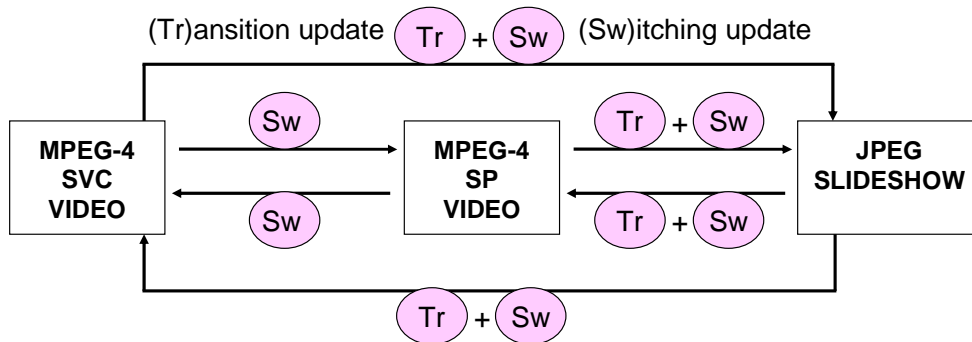 (Tr)ansition update Tr + Sw (Sw)itching update
Sw
Tr + Sw
MPEG-4
SVC
VIDEO
MPEG-4
SP
VIDEO
JPEG
SLIDESHOW
Sw
Tr + Sw
Tr + Sw